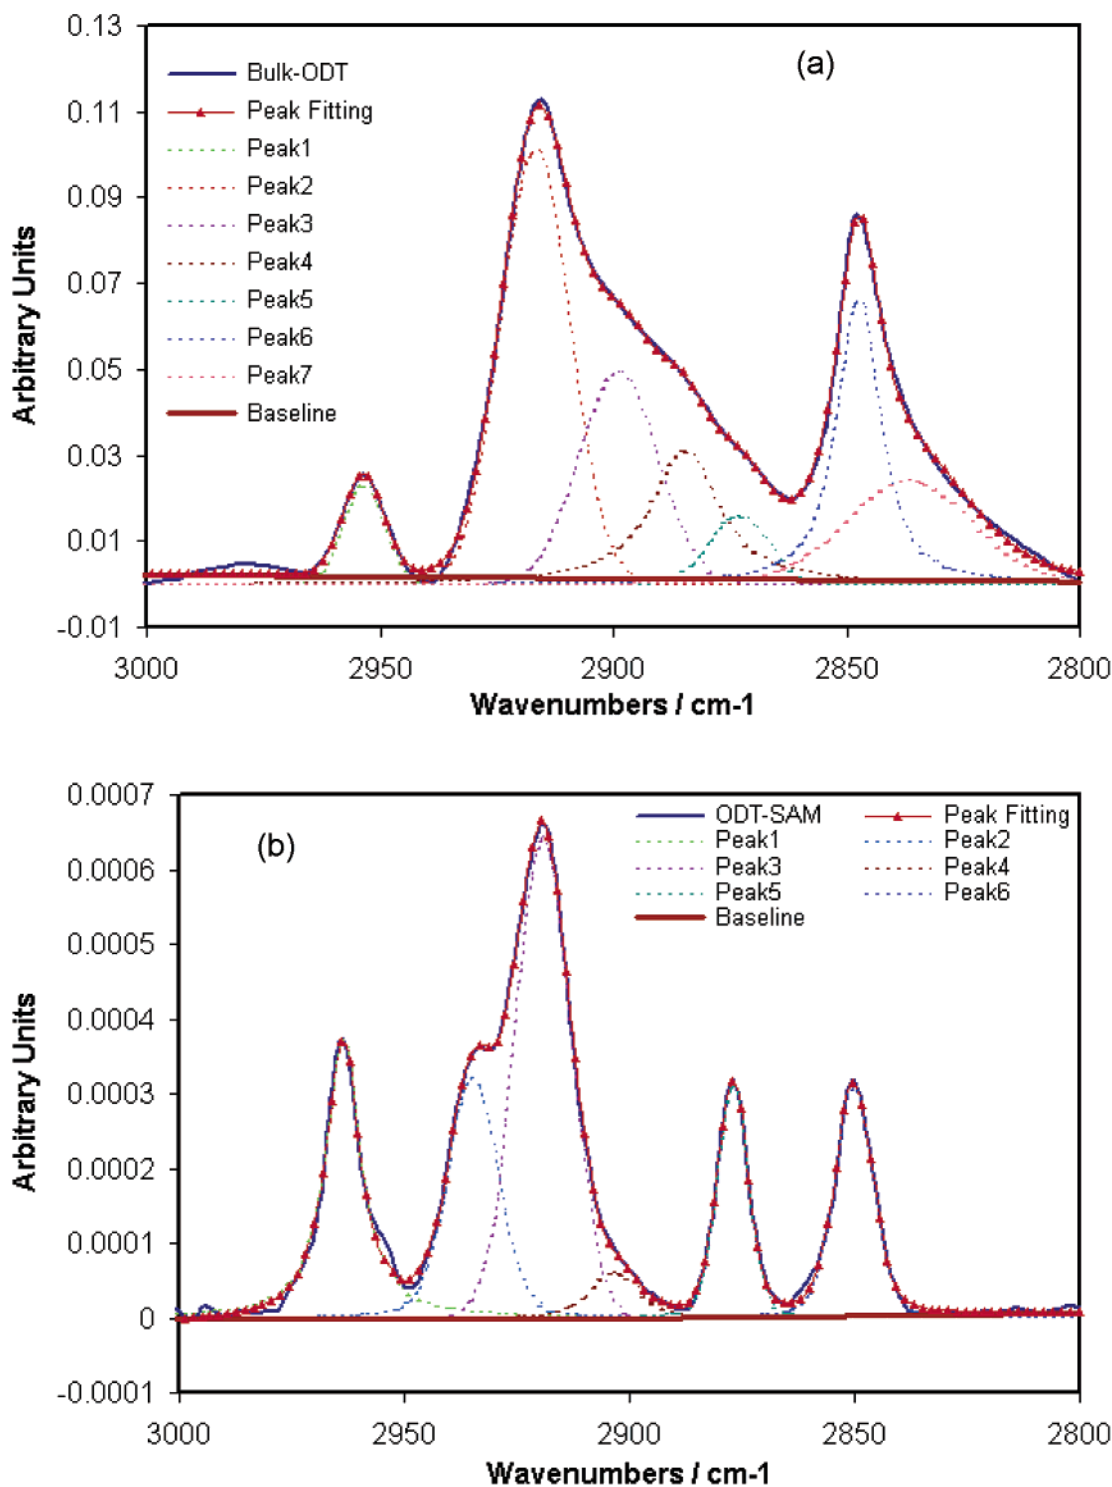 0.13
0.11
0.09
0.07
0.05
0.03
0.01
-0.01
Arbitrary Units
(a)
Bulk-ODT
Peak Fitting
Peak1
Peak2
Peak3
Peak4
Peak5
Peak6
Peak7
Baseline
3000 2950 2900 2850 2800
Wavenumbers / cm-1
0.0007
0.0006
0.0005
0.0004
0.0003
0.0002
0.0001
0
-0.0001
Arbitrary Units
(b)
ODT-SAM Peak Fitting
Peak1 Peak2
Peak3 Peak4
Peak5 Peak6
Baseline
3000 2950 2900 2850 2800
Wavenumbers / cm-1